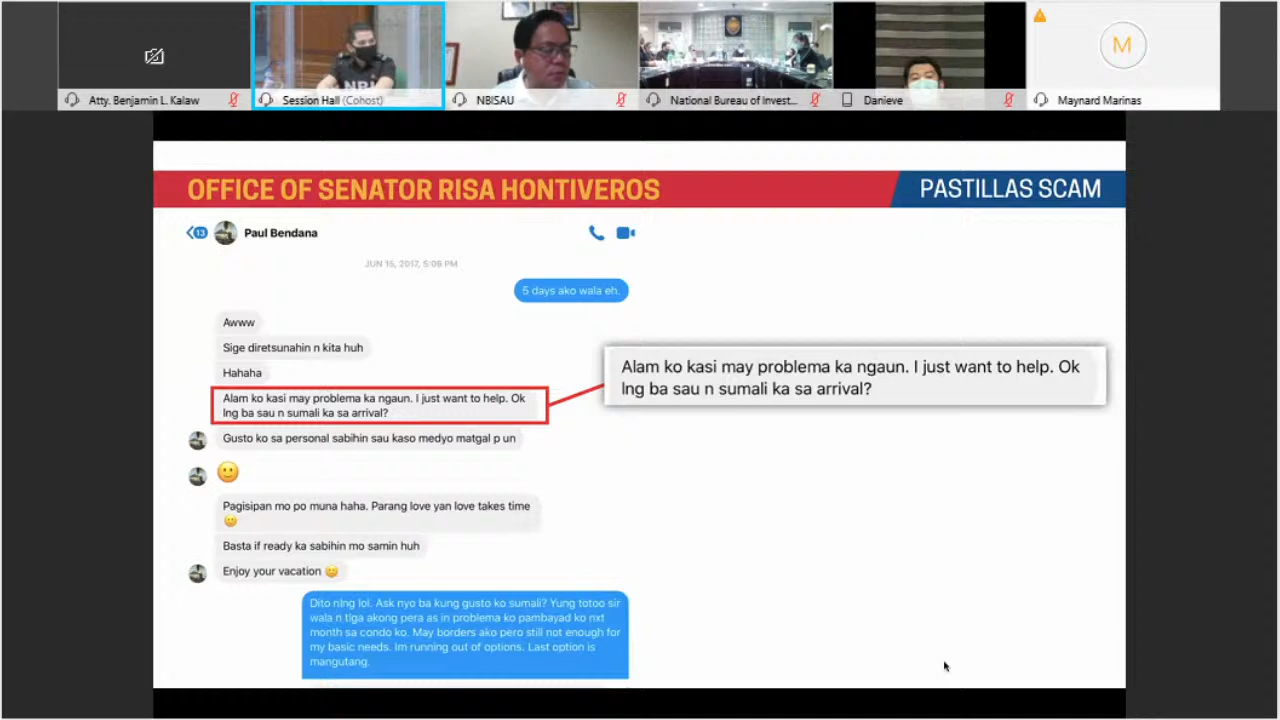 Atty. Benjamin L. Kalaw
Session Hall (Cohost)
NBISAU
National Bureau of Invest...
Danieve
M
Maynard Marinas
NBI
OFFICE OF SENATOR RISA HONTIVEROS
PASTILLAS SCAM
13
Paul Bendana
JUN 15, 2017, 5:06 PM
5 days ako wala eh.
Awww
Sige diretsunahin n kita huh
Hahaha
Alam ko kasi may problema ka ngaun. I just want to help. Ok
lng ba sau n sumali ka sa arrival?
Alam ko kasi may problema ka ngaun. I just want to help. Ok
lng ba sau n sumali ka sa arrival?
Gusto ko sa personal sabihin sau kaso medyo matgal p un
Pagisipan mo po muna haha. Parang love yan love takes time
Basta if ready ka sabihin mo samin huh
Enjoy your vacation
Dito nlng lol. Ask nyo ba kung gusto ko sumali? Yung totoo sir
wala n tlga akong pera as in problema ko pambayad ko nxt
month sa condo ko. May borders ako pero still not enough for
my basic needs. Im running out of options. Last option is
mangutang.